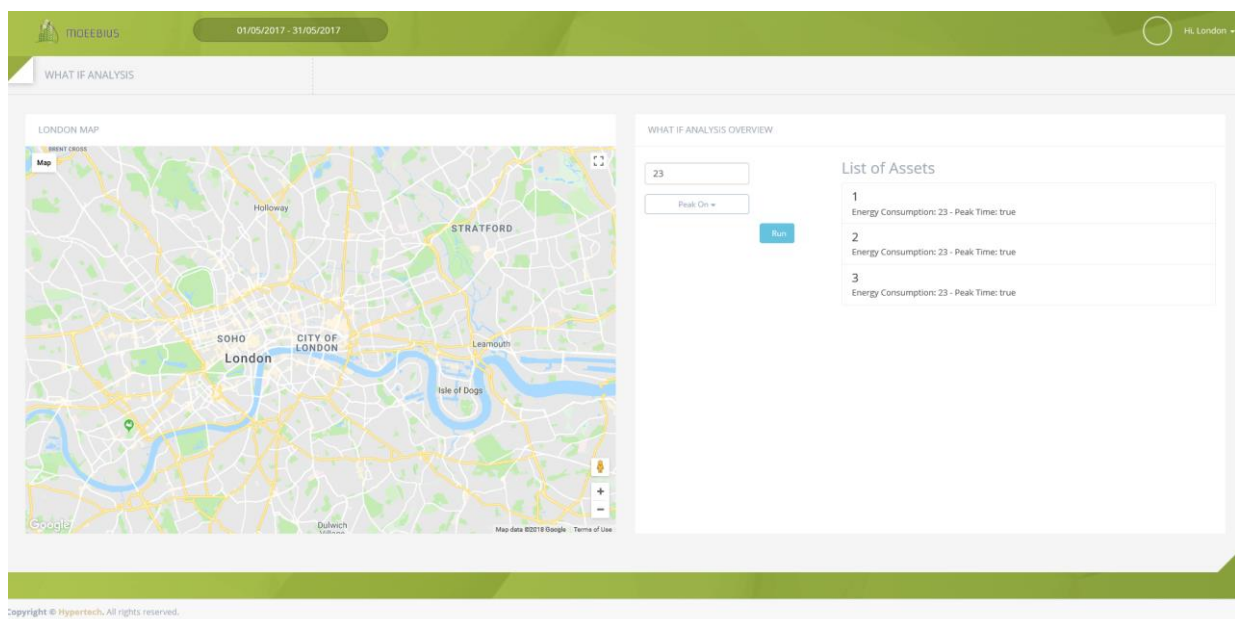 MOEEBIUS
01/05/2017 - 31/05/2017
Hi, London
WHAT IF ANALYSIS
LONDON MAP
BRENT CROSS
Map
Holloway
STRATFORD
SOHO
CITY OF
LONDON
London
Leamouth
Isle of Dogs
Dulwich
Village
Google
Map data ©2018 Google
Terms of Use
WHAT IF ANALYSIS OVERVIEW
23
Peak On
Run
List of Assets
1
Energy Consumption: 23 - Peak Time: true
2
Energy Consumption: 23 - Peak Time: true
3
Energy Consumption: 23 - Peak Time: true
Copyright © Hypertech. All rights reserved.